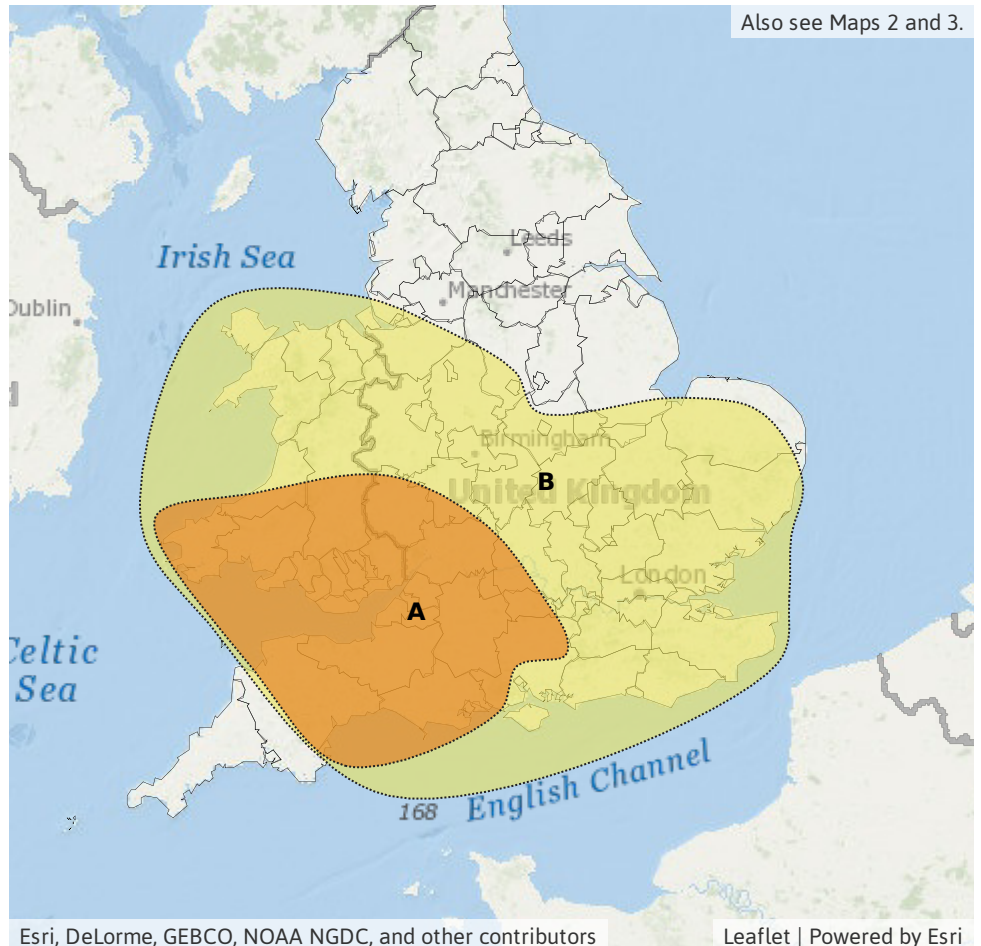 Also see Maps 2 and 3.
Leeds
Irish Sea
Manchester
Dublin
Birmingham
B
United Kingdom
London
A
Celtic
Sea
English Channel
168
Esri, DeLorme, GEBCO, NOAA NGDC, and other contributors
Leaflet | Powered by Esri